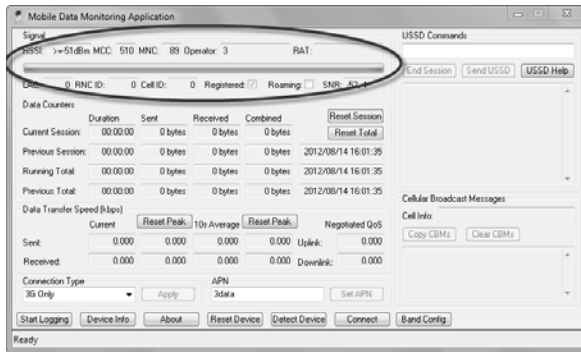 Mobile Data Monitoring Application
Signal
RSSI: >=-51dBm MCC: 510 MNC: 89 Operator: 3 RAT:
LAC: 0 RNC ID: 0 Cell ID: 0 Registered: Roaming: SNR:
Data Counters
Duration Sent Received Combined Reset Session
Current Session: 00:00:00 0 bytes 0 bytes 0 bytes Reset Total
Previous Session: 00:00:00 0 bytes 0 bytes 0 bytes 2012/08/14 16:01:35
Running Total: 00:00:00 0 bytes 0 bytes 0 bytes 2012/08/14 16:01:35
Previous Total: 00:00:00 0 bytes 0 bytes 0 bytes 2012/08/14 16:01:35
Data Transfer Speed (kbps)
Current Reset Peak 10s Average Reset Peak Negotiated QoS
Sent: 0.000 0.000 0.000 0.000 Uplink: 0.000
Received: 0.000 0.000 0.000 0.000 Downlink: 0.000
Connection Type APN
3G Only Apply 3data Set APN
Start Logging Device Info About Reset Device Detect Device Connect Band Config
Ready
USSD Commands
End Session Send USSD USSD Help
Cellular Broadcast Messages
Cell Info:
Copy CBMs Clear CBMs